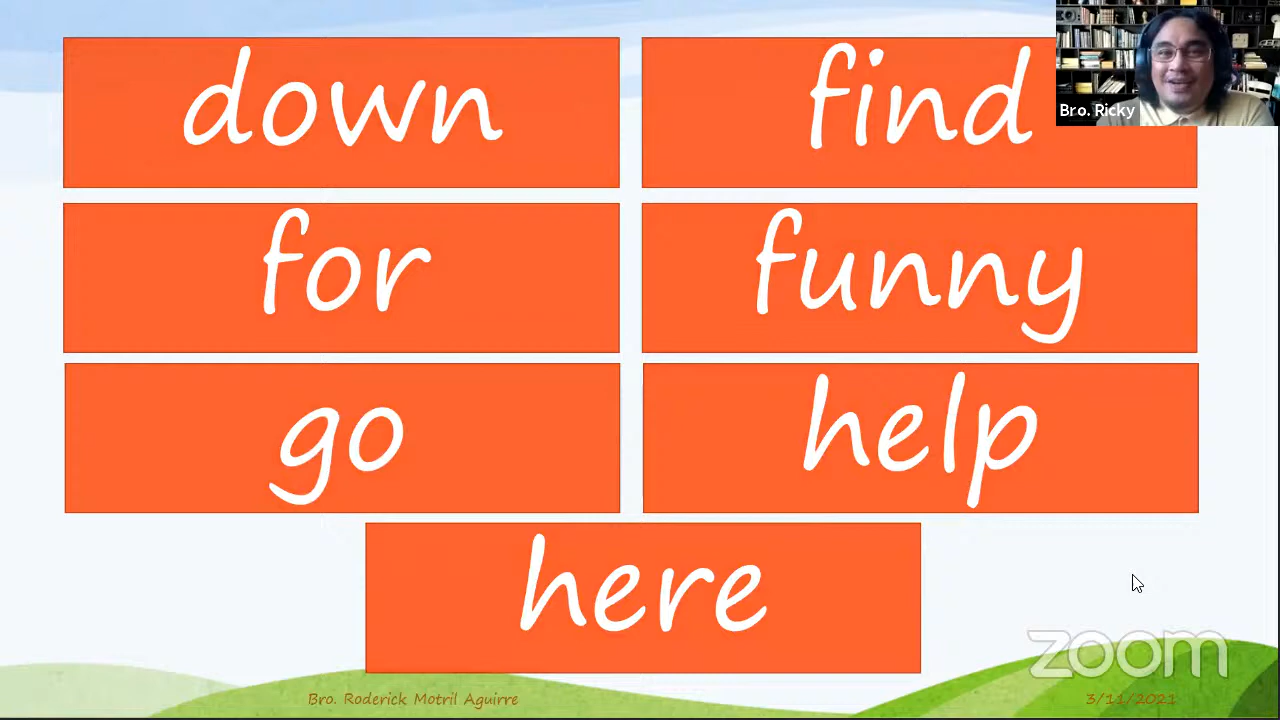 down
find
Bro. Ricky
for
funny
go
help
here
zoom
Bro. Roderick Motril Aguirre
3/11/2021